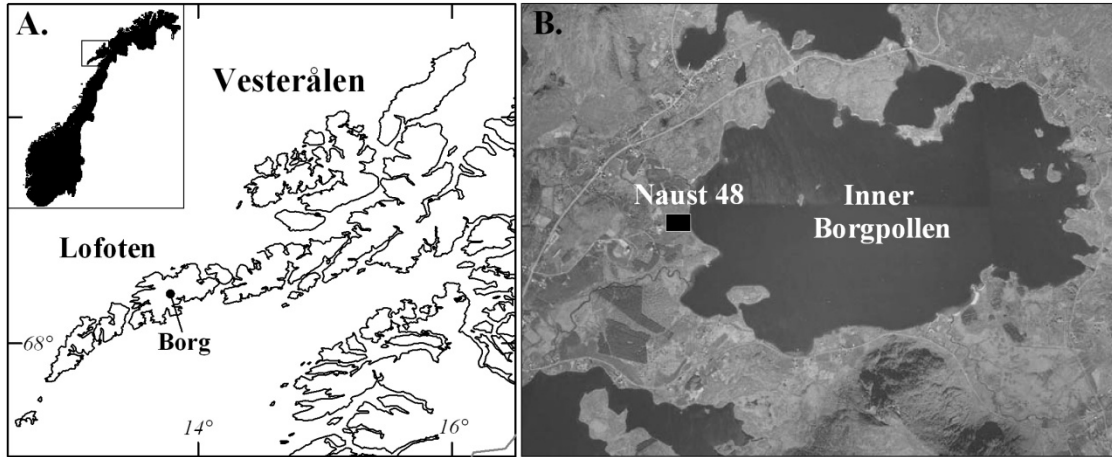 A.
Vesterålen
Lofoten
Borg
68°
14°
16°
B.
Naust 48
Inner
Borgpollen